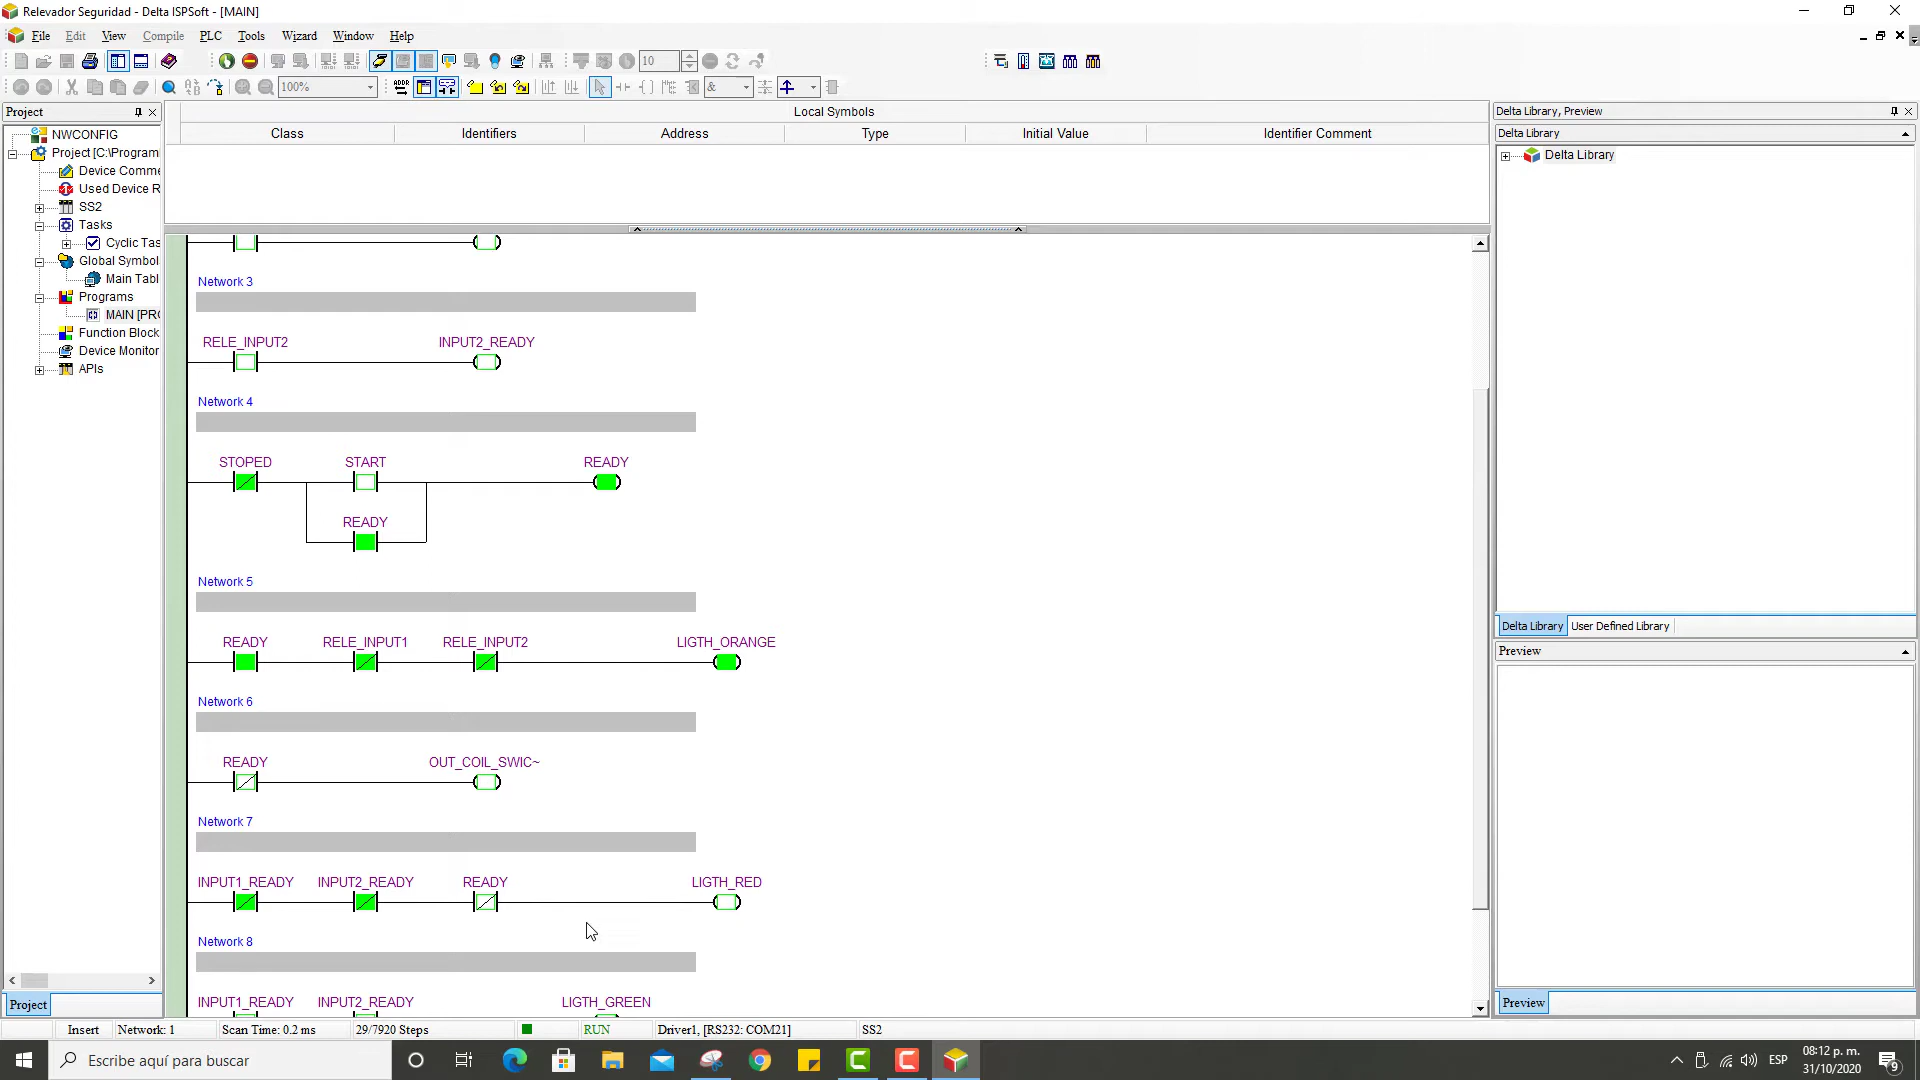 Relevador Seguridad - Delta ISPSoft - [MAIN]
File Edit View Compile PLC Tools Wizard Window Help
10
100%
ADDR
&
Project
NWCONFIG
Project [C:\Program
Device Comme
Used Device R
SS2
Tasks
Cyclic Tas
Global Symbol
Main Tabl
Programs
MAIN [PRO
Function Block
Device Monitor
APIs
Project
Local Symbols
Class Identifiers Address Type Initial Value Identifier Comment
Network 3
RELE_INPUT2 INPUT2_READY
Network 4
STOPED START READY
READY
Network 5
READY RELE_INPUT1 RELE_INPUT2 LIGTH_ORANGE
Network 6
READY OUT_COIL_SWIC~
Network 7
INPUT1_READY INPUT2_READY READY LIGTH_RED
Network 8
INPUT1_READY INPUT2_READY LIGTH_GREEN
Delta Library, Preview
Delta Library
Delta Library
Delta Library User Defined Library
Preview
Preview
Insert Network: 1 Scan Time: 0.2 ms 29/7920 Steps RUN Driver1, [RS232: COM21] SS2
Escribe aquí para buscar
ESP
08:12 p. m.
31/10/2020
9